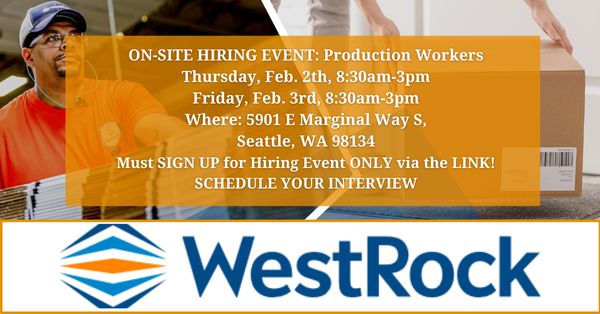 ON-SITE HIRING EVENT: Production Workers
Thursday, Feb. 2th, 8:30am-3pm
Friday, Feb. 3rd, 8:30am-3pm
Where: 5901 E Marginal Way S,
Seattle, WA 98134
Must SIGN UP for Hiring Event ONLY via the LINK!
SCHEDULE YOUR INTERVIEW
WestRock